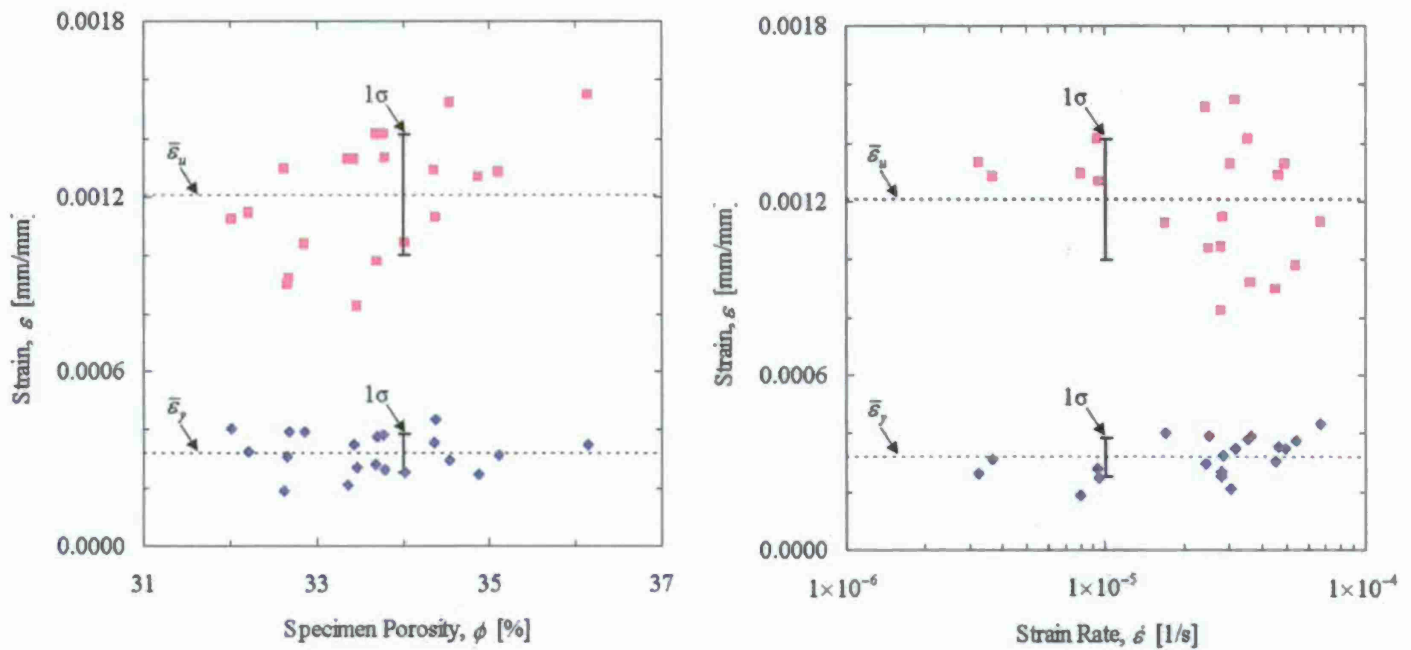 0.0018
0.0012
0.0006
0.0000
Strain, ε [mm/mm]
1σ
ε̄u
1σ
ε̄y
31
33
35
37
Specimen Porosity, ϕ [%]
0.0018
0.0012
0.0006
0.0000
Strain, ε [mm/mm]
1σ
ε̄u
1σ
ε̄y
1×10⁻⁶
1×10⁻⁵
1×10⁻⁴
Strain Rate, ε̇ [1/s]